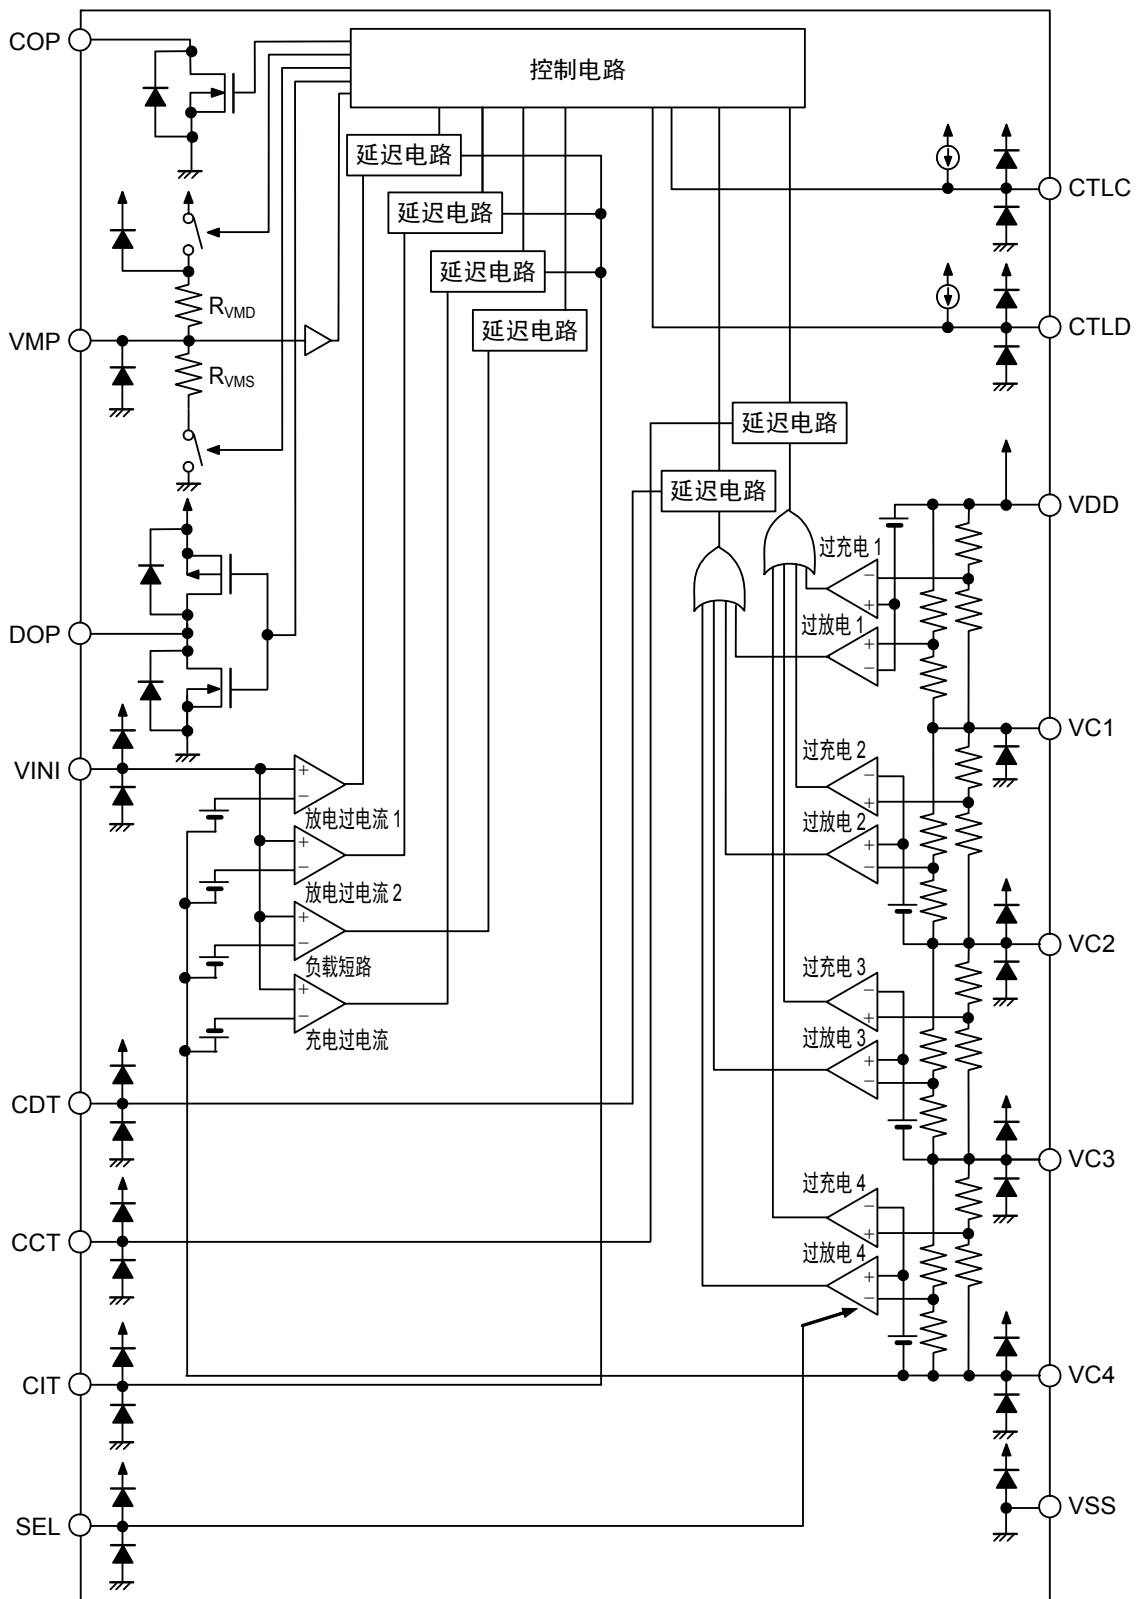 COP
控制电路
延迟电路
CTLC
延迟电路
延迟电路
RVMD
延迟电路
CTLD
VMP
RVMS
延迟电路
延迟电路
VDD
过充电 1
−
+
过放电 1
+
−
DOP
VC1
过充电 2
−
+
VINI
+
−
放电过电流 1
过放电 2
+
−
+
−
放电过电流 2
VC2
+
−
负载短路
过充电 3
−
+
+
−
充电过电流
过放电 3
+
−
CDT
VC3
过充电 4
−
+
CCT
过放电 4
+
−
CIT
VC4
VSS
SEL